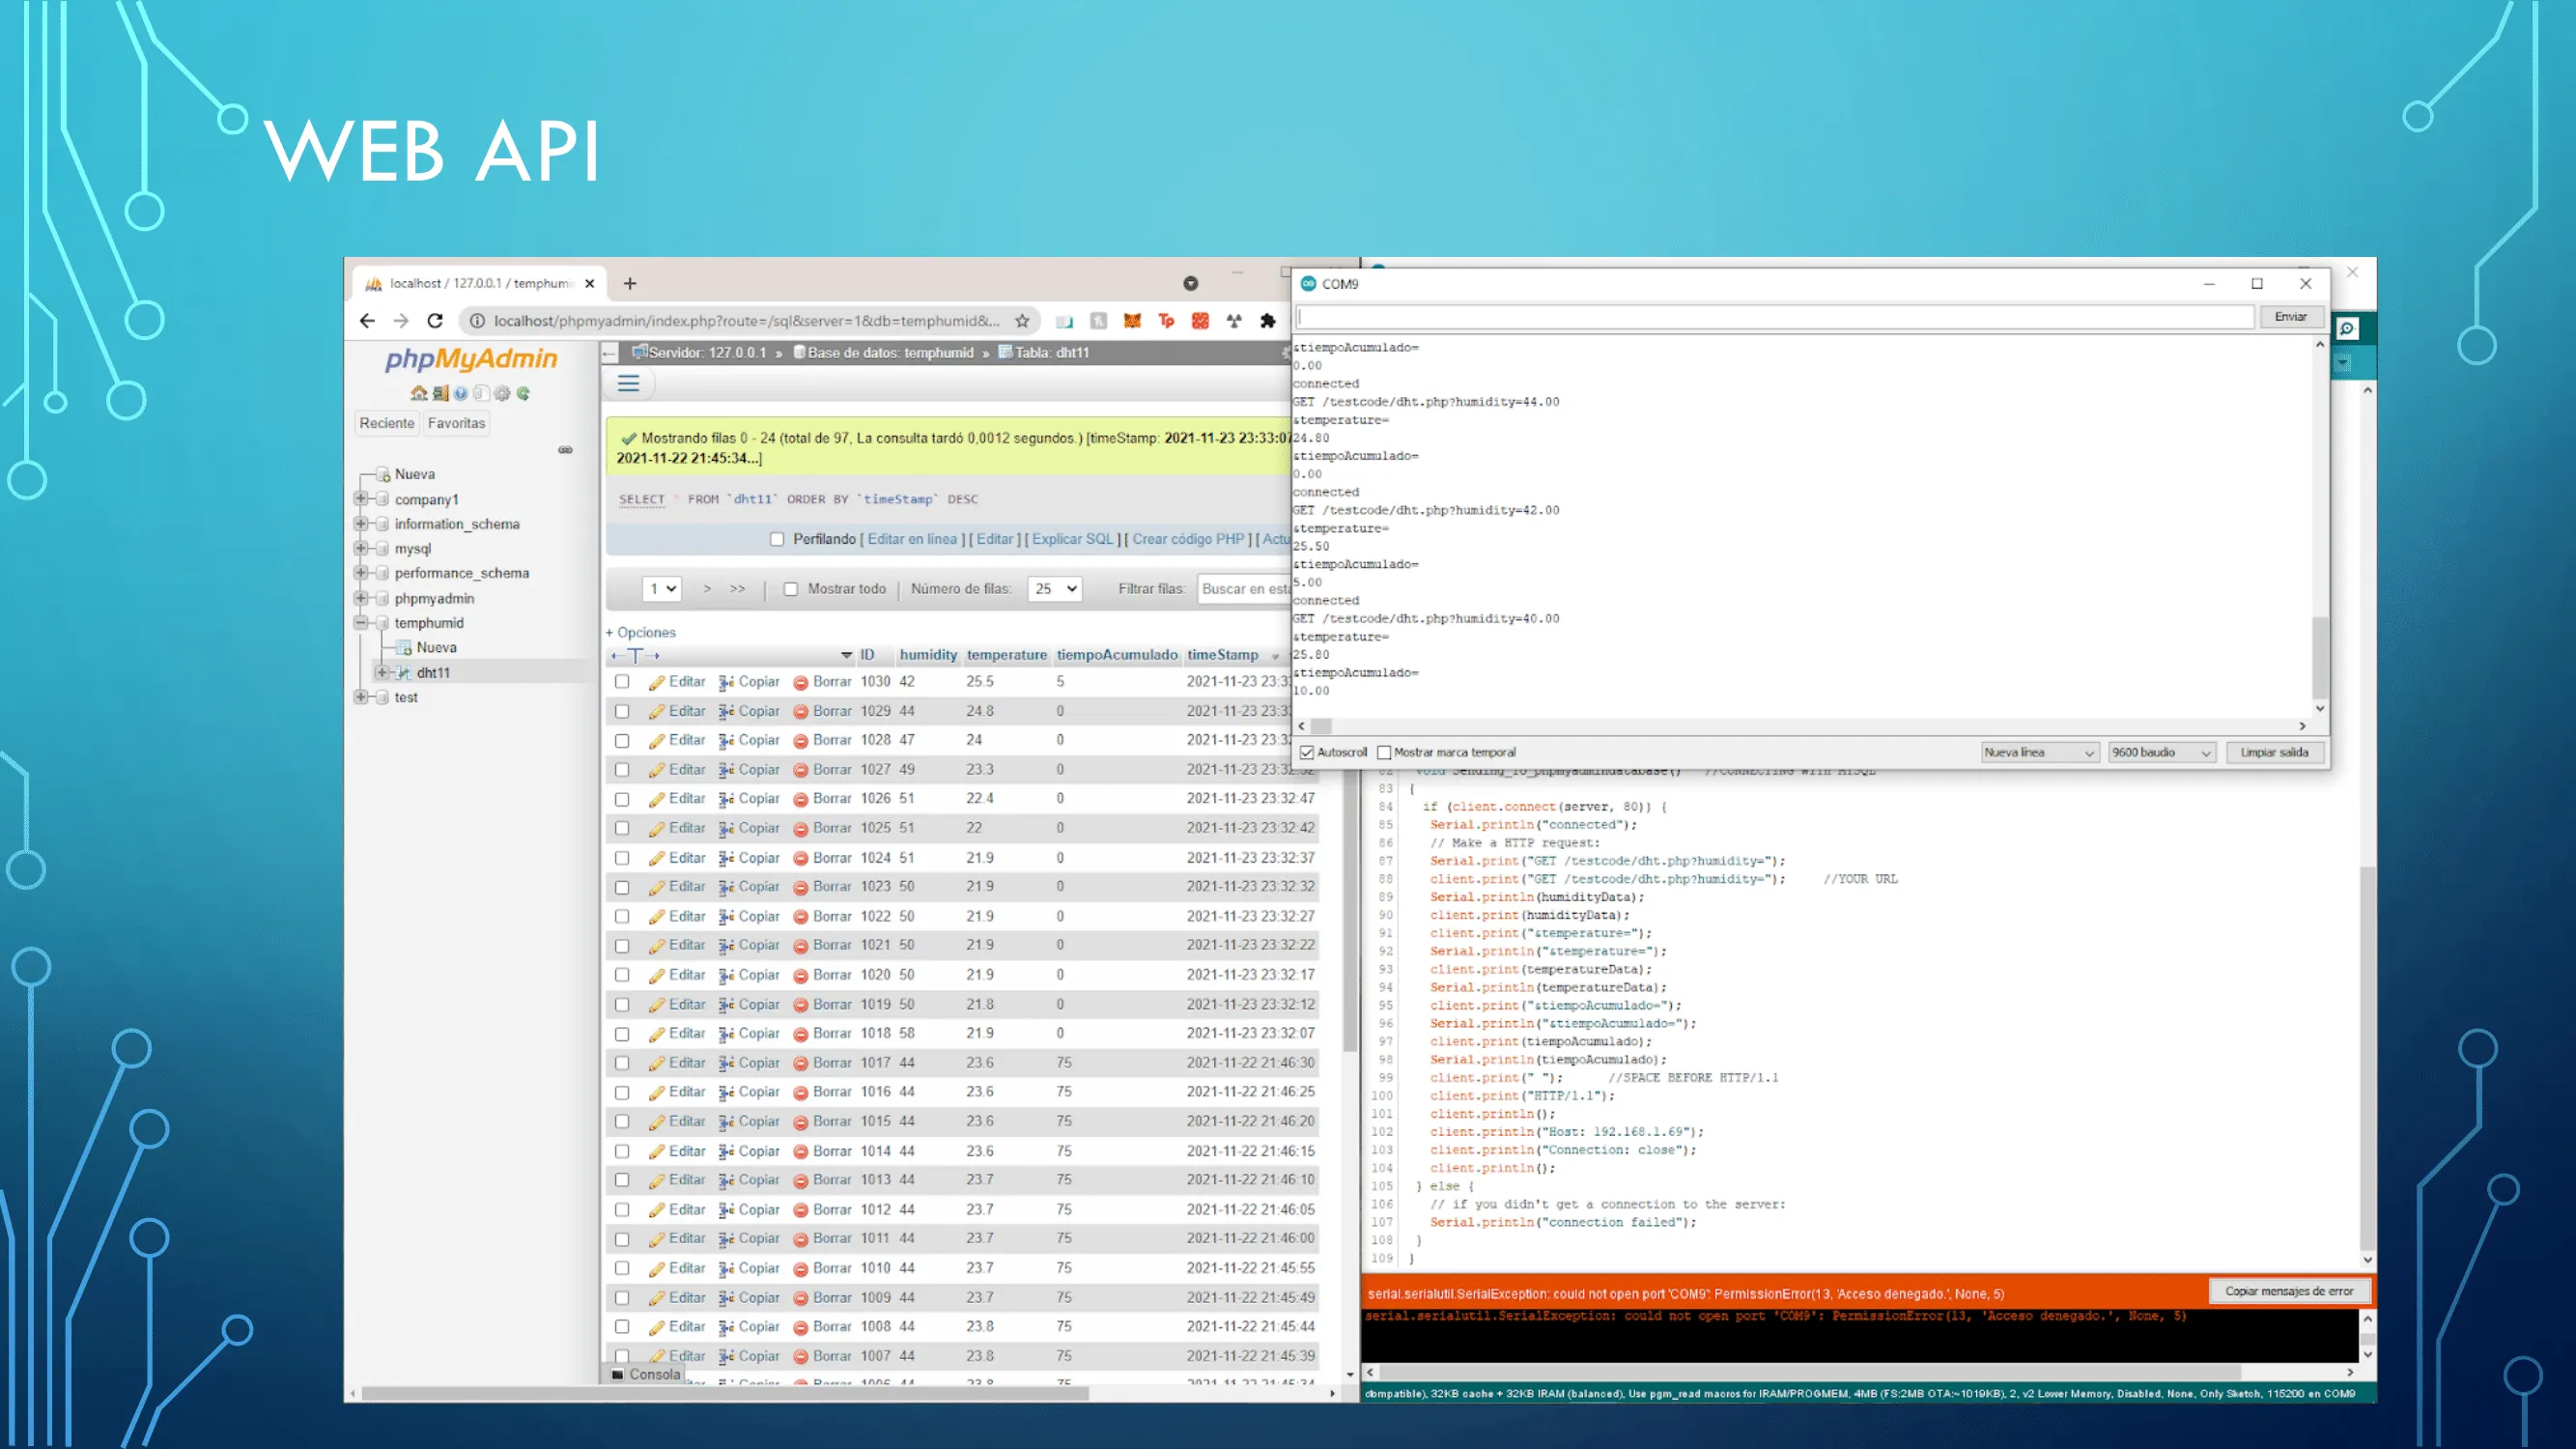 WEB API
localhost / 127.0.0.1 / temphumi
localhost/phpmyadmin/index.php?route=/sql&server=1&db=temphumid&...
phpMyAdmin
Reciente Favoritas
Nueva
company1
information_schema
mysql
performance_schema
phpmyadmin
temphumid
Nueva
dht11
test
Servidor: 127.0.0.1 » Base de datos: temphumid » Tabla: dht11
Mostrando filas 0 - 24 (total de 97, La consulta tardó 0,0012 segundos.) [timeStamp: 2021-11-23 23:33:07
2021-11-22 21:45:34...]
SELECT * FROM `dht11` ORDER BY `timeStamp` DESC
Perfilando [ Editar en línea ] [ Editar ] [ Explicar SQL ] [ Crear código PHP ] [ Actu
1 > >> Mostrar todo Número de filas: 25 Filtrar filas: Buscar en esta
+ Opciones
ID humidity temperature tiempoAcumulado timeStamp
Editar Copiar Borrar 1030 42 25.5 5 2021-11-23 23:3
Editar Copiar Borrar 1029 44 24.8 0 2021-11-23 23:3
Editar Copiar Borrar 1028 47 24 0 2021-11-23 23:3
Editar Copiar Borrar 1027 49 23.3 0 2021-11-23 23:32:52
Editar Copiar Borrar 1026 51 22.4 0 2021-11-23 23:32:47
Editar Copiar Borrar 1025 51 22 0 2021-11-23 23:32:42
Editar Copiar Borrar 1024 51 21.9 0 2021-11-23 23:32:37
Editar Copiar Borrar 1023 50 21.9 0 2021-11-23 23:32:32
Editar Copiar Borrar 1022 50 21.9 0 2021-11-23 23:32:27
Editar Copiar Borrar 1021 50 21.9 0 2021-11-23 23:32:22
Editar Copiar Borrar 1020 50 21.9 0 2021-11-23 23:32:17
Editar Copiar Borrar 1019 50 21.8 0 2021-11-23 23:32:12
Editar Copiar Borrar 1018 58 21.9 0 2021-11-23 23:32:07
Editar Copiar Borrar 1017 44 23.6 75 2021-11-22 21:46:30
Editar Copiar Borrar 1016 44 23.6 75 2021-11-22 21:46:25
Editar Copiar Borrar 1015 44 23.6 75 2021-11-22 21:46:20
Editar Copiar Borrar 1014 44 23.6 75 2021-11-22 21:46:15
Editar Copiar Borrar 1013 44 23.7 75 2021-11-22 21:46:10
Editar Copiar Borrar 1012 44 23.7 75 2021-11-22 21:46:05
Editar Copiar Borrar 1011 44 23.7 75 2021-11-22 21:46:00
Editar Copiar Borrar 1010 44 23.7 75 2021-11-22 21:45:55
Editar Copiar Borrar 1009 44 23.7 75 2021-11-22 21:45:49
Editar Copiar Borrar 1008 44 23.8 75 2021-11-22 21:45:44
Editar Copiar Borrar 1007 44 23.8 75 2021-11-22 21:45:39
Consola
COM9
Enviar
&tiempoAcumulado=
0.00
connected
GET /testcode/dht.php?humidity=44.00
&temperature=
24.80
&tiempoAcumulado=
0.00
connected
GET /testcode/dht.php?humidity=42.00
&temperature=
25.50
&tiempoAcumulado=
5.00
connected
GET /testcode/dht.php?humidity=40.00
&temperature=
25.80
&tiempoAcumulado=
10.00
Autoscroll Mostrar marca temporal Nueva línea 9600 baudio Limpiar salida
82 void Sending_To_phpmyadmindatabase() //CONNECTING WITH MYSQL
83 {
84 if (client.connect(server, 80)) {
85 Serial.println("connected");
86 // Make a HTTP request:
87 Serial.print("GET /testcode/dht.php?humidity=");
88 client.print("GET /testcode/dht.php?humidity="); //YOUR URL
89 Serial.println(humidityData);
90 client.print(humidityData);
91 client.print("&temperature=");
92 Serial.println("&temperature=");
93 client.print(temperatureData);
94 Serial.println(temperatureData);
95 client.print("&tiempoAcumulado=");
96 Serial.println("&tiempoAcumulado=");
97 client.print(tiempoAcumulado);
98 Serial.println(tiempoAcumulado);
99 client.print(" "); //SPACE BEFORE HTTP/1.1
100 client.print("HTTP/1.1");
101 client.println();
102 client.println("Host: 192.168.1.69");
103 client.println("Connection: close");
104 client.println();
105 } else {
106 // if you didn't get a connection to the server:
107 Serial.println("connection failed");
108 }
109 }
serial.serialutil.SerialException: could not open port 'COM9': PermissionError(13, 'Acceso denegado.', None, 5) Copiar mensajes de error
serial.serialutil.SerialException: could not open port 'COM9': PermissionError(13, 'Acceso denegado.', None, 5)
ompatible), 32KB cache + 32KB IRAM (balanced), Use pgm_read macros for IRAM/PROGMEM, 4MB (FS:2MB OTA:~1019KB), 2, v2 Lower Memory, Disabled, None, Only Sketch, 115200 en COM9